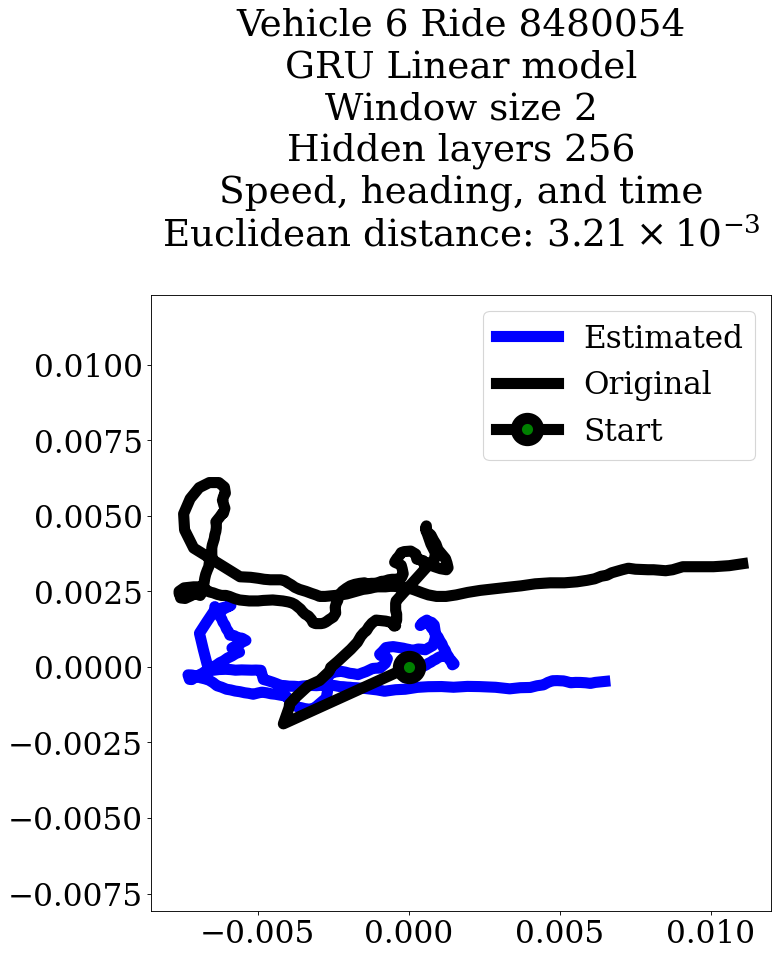 Vehicle 6 Ride 8480054
GRU Linear model
Window size 2
Hidden layers 256
Speed, heading, and time
Euclidean distance: 3.21 × 10⁻³
Estimated
Original
Start
0.0100
0.0075
0.0050
0.0025
0.0000
−0.0025
−0.0050
−0.0075
−0.005 0.000 0.005 0.010